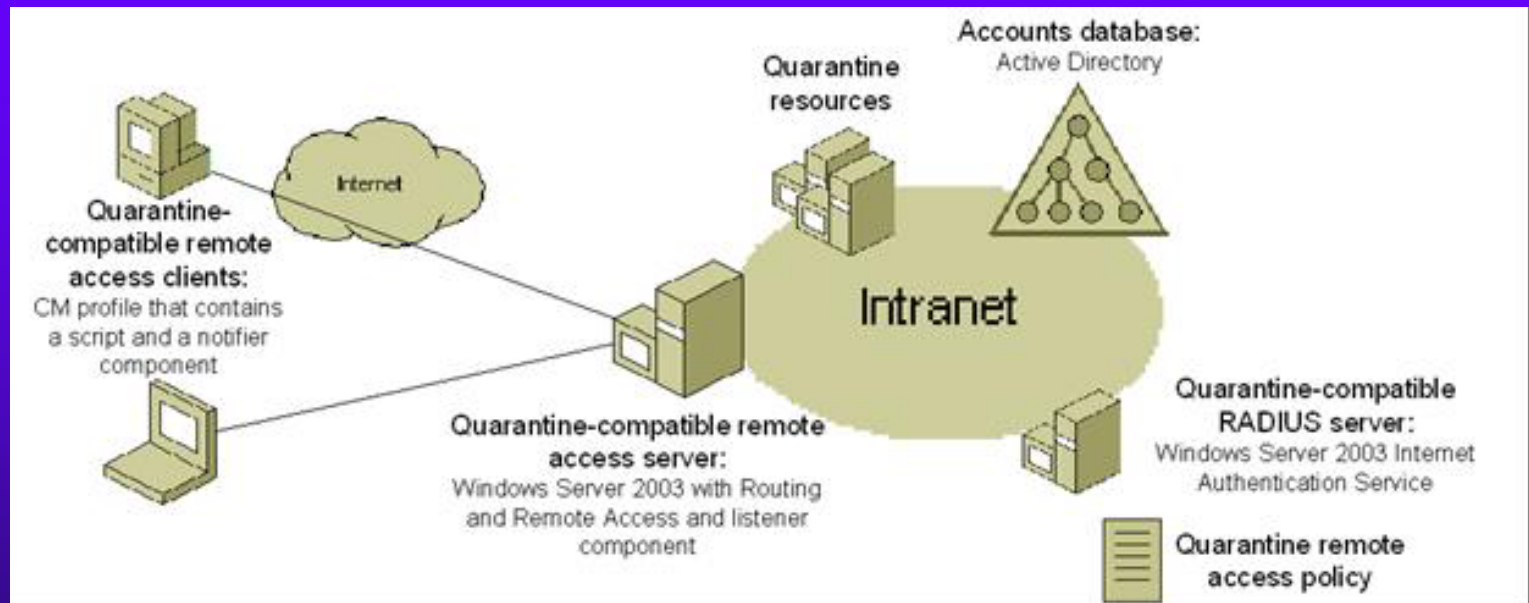 Accounts database:
Active Directory
Quarantine
resources
Internet
Quarantine-
compatible remote
access clients:
CM profile that contains
a script and a notifier
component
Intranet
Quarantine-compatible remote
access server:
Windows Server 2003 with Routing
and Remote Access and listener
component
Quarantine-compatible
RADIUS server:
Windows Server 2003 Internet
Authentication Service
Quarantine remote
access policy